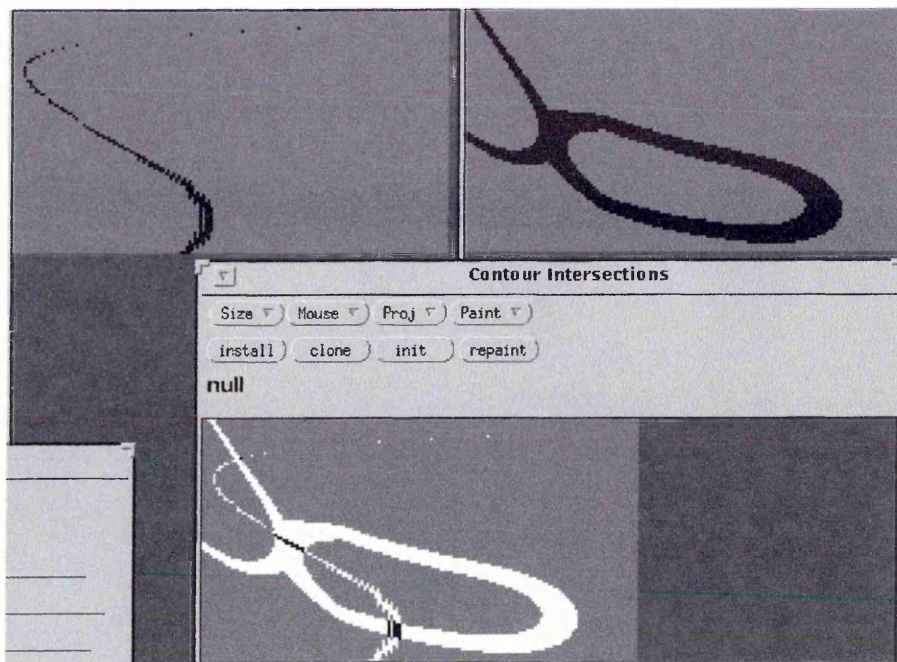 Contour Intersections
Size Mouse Proj Paint
install clone init repaint
null